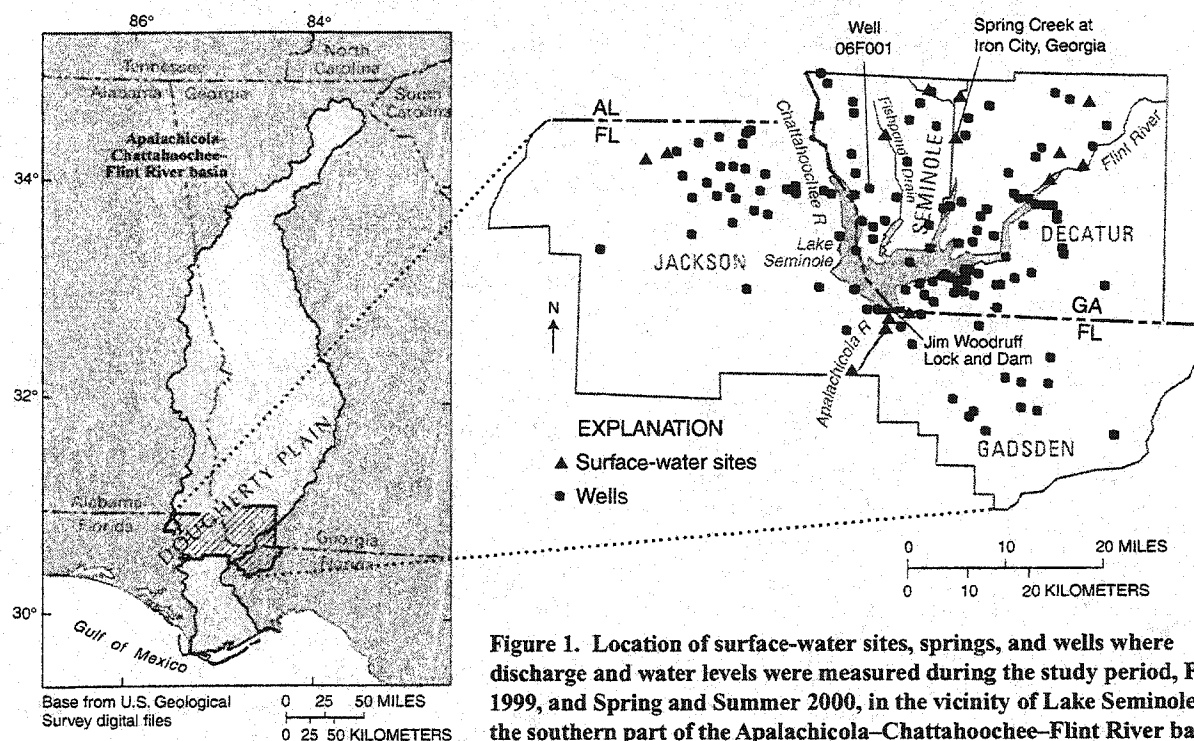 86°
84°
North
Carolina
Tennessee
Alabama
Georgia
South
Carolina
Apalachicola–
Chattahoochee–
Flint River basin
34°
32°
DOUGHERTY PLAIN
Alabama
Florida
Georgia
Florida
30°
Gulf of Mexico
Base from U.S. Geological
Survey digital files
0 25 50 MILES
0 25 50 KILOMETERS
Well
06F001
Spring Creek at
Iron City, Georgia
AL
FL
Chattahoochee R
Fishpond Drain
SEMINOLE
Flint River
DECATUR
JACKSON
Lake
Seminole
N
GA
FL
Jim Woodruff
Lock and Dam
Apalachicola R
EXPLANATION
Surface-water sites
Wells
GADSDEN
0 10 20 MILES
0 10 20 KILOMETERS
Figure 1. Location of surface-water sites, springs, and wells where
discharge and water levels were measured during the study period, F
1999, and Spring and Summer 2000, in the vicinity of Lake Seminole
the southern part of the Apalachicola–Chattahoochee–Flint River ba